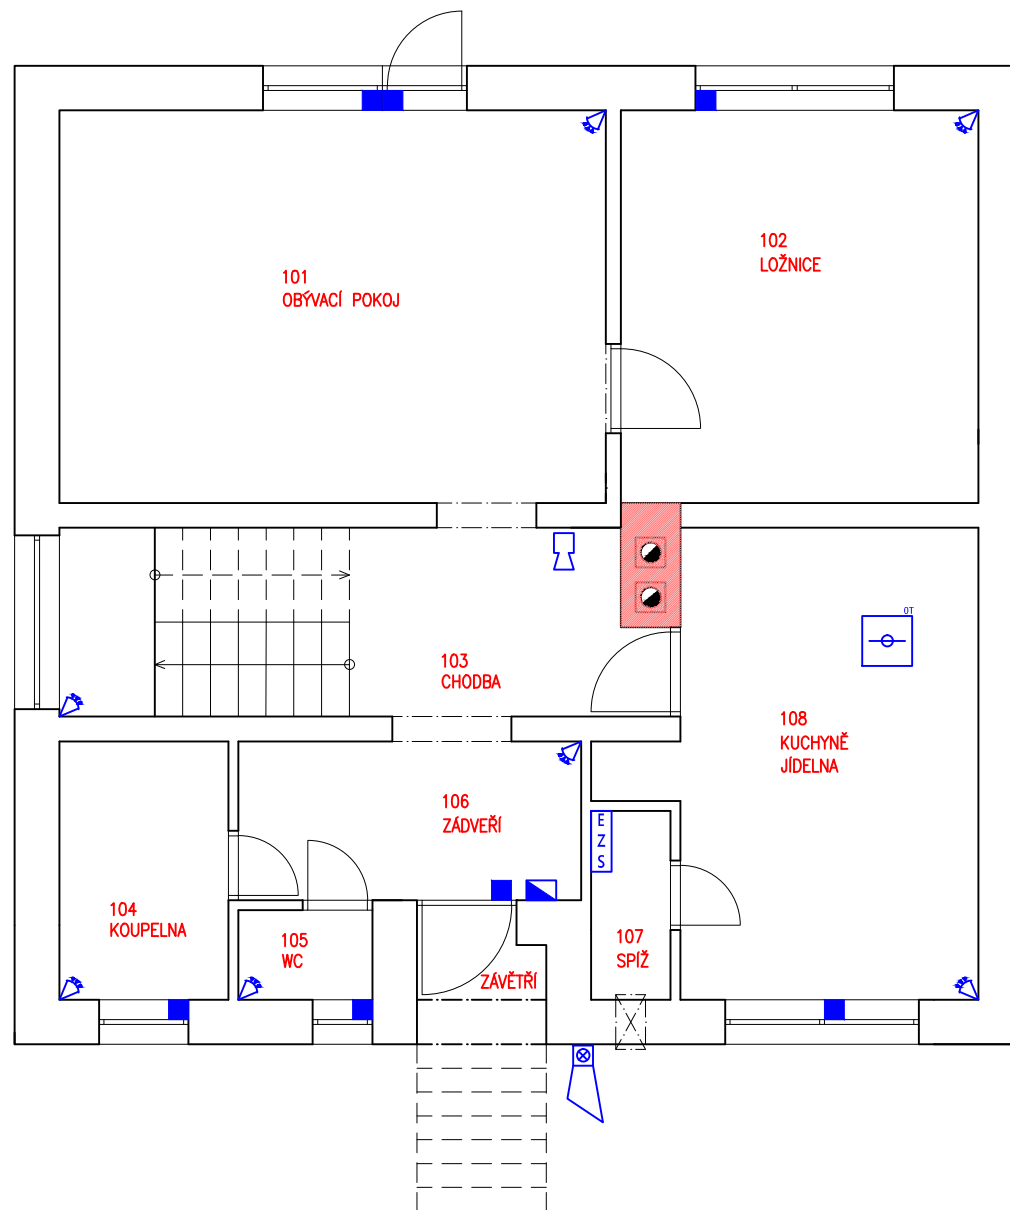 101
OBÝVACÍ POKOJ
102
LOŽNICE
103
CHODBA
OT
108
KUCHYNĚ
JÍDELNA
106
ZÁDVEŘÍ
E
Z
S
104
KOUPELNA
105
WC
107
SPÍŽ
ZÁVĚTŘÍ